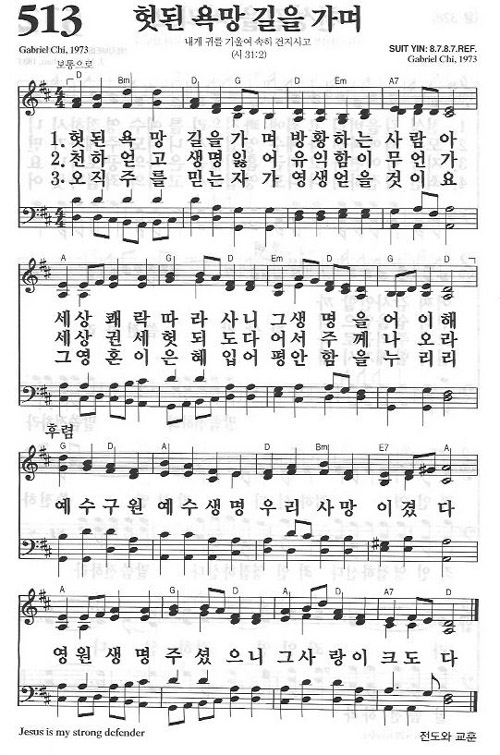 513 헛된 욕망 길을 가며
내게 귀를 기울여 속히 건지시고
(시 31:2)
Gabriel Chi, 1973
SUIT YIN: 8.7.8.7.REF.
Gabriel Chi, 1973
보통으로
D Bm G D Em A7
1. 헛 된 욕 망 길 을 가 며 방 황 하 는 사 람 아
2. 천 하 얻 고 생 명 잃 어 유 익 함 이 무 언 가
3. 오 직 주 를 믿 는 자 가 영 생 얻 을 것 이 요
A G D G Em D A7 D
세 상 쾌 락 따 라 사 니 그 생 명 을 어 이 해
세 상 권 세 헛 되 도 다 어 서 주 께 나 오 라
그 영 혼 이 은 혜 입 어 평 안 함 을 누 리 리
후렴
G D A G D Bm E7 A
예 수 구 원 예 수 생 명 우 리 사 망 이 겼 다
A G D A G D A7 D
영 원 생 명 주 셨 으 니 그 사 랑 이 크 도 다
Jesus is my strong defender
전도와 교훈